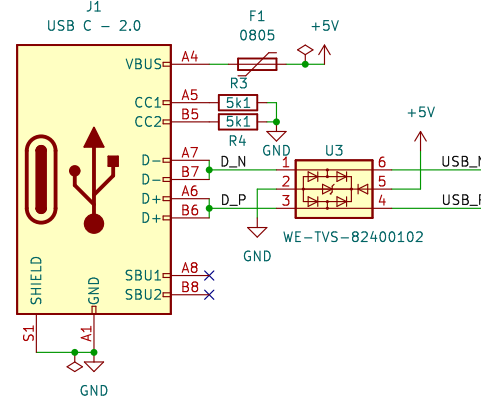 J1
USB C - 2.0
F1
0805
+5V
VBUS
A4
R3
CC1
A5
5k1
CC2
B5
5k1
R4
GND
+5V
D-
A7
D_N
1
U3
6
USB_N
D-
B7
2
5
D+
A6
D_P
3
4
D+
B6
WE-TVS-82400102
GND
SBU1
A8
SBU2
B8
SHIELD
GND
S1
A1
GND